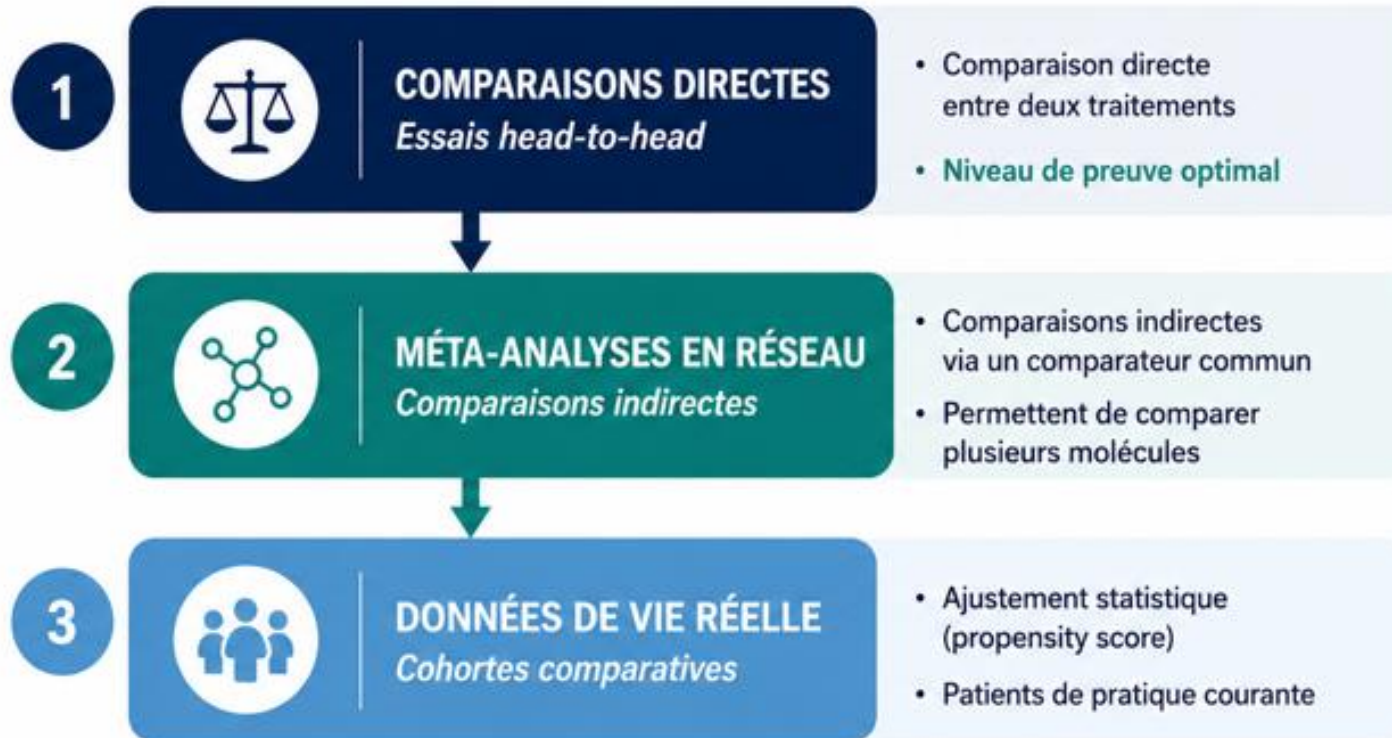 1
COMPARAISONS DIRECTES
Essais head-to-head
• Comparaison directe
entre deux traitements
• Niveau de preuve optimal
2
MÉTA-ANALYSES EN RÉSEAU
Comparaisons indirectes
• Comparaisons indirectes
via un comparateur commun
• Permettent de comparer
plusieurs molécules
3
DONNÉES DE VIE RÉELLE
Cohortes comparatives
• Ajustement statistique
(propensity score)
• Patients de pratique courante